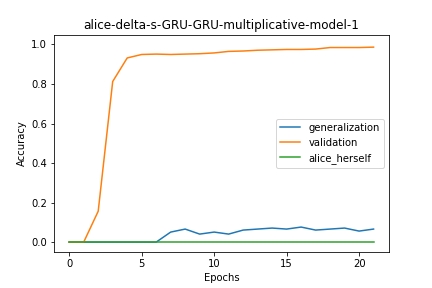 alice-delta-s-GRU-GRU-multiplicative-model-1
1.0
0.8
0.6
0.4
0.2
0.0
Accuracy
generalization
validation
alice_herself
0
5
10
15
20
Epochs